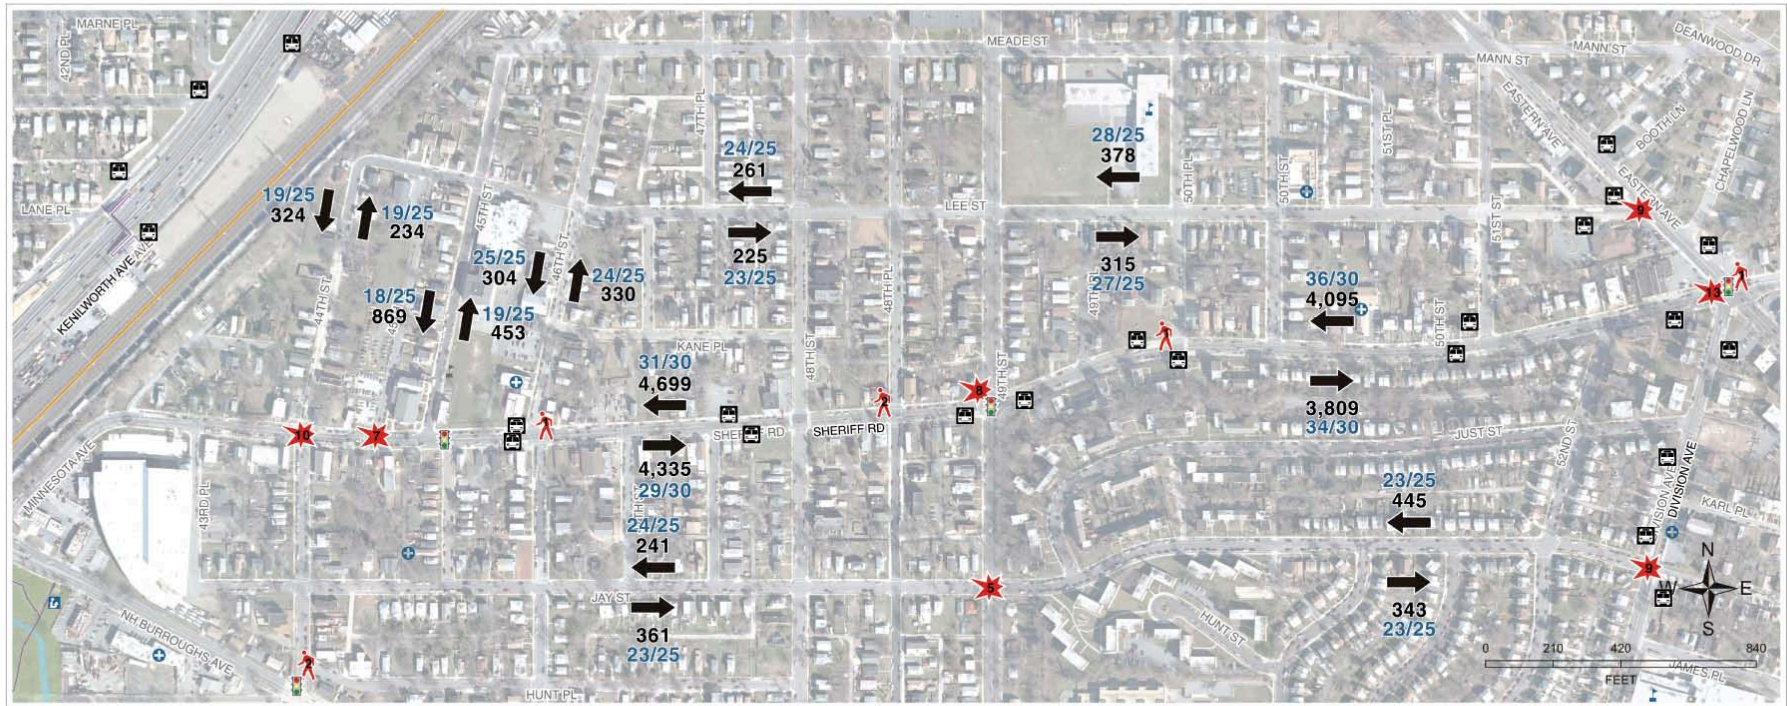 MARNE PL
42ND PL
LANE PL
KENILWORTH AVE
AVE
MEADE ST
MANN ST
MANN ST
DEANWOOD DR
EASTERN AVE
BOOTH LN
CHAPELWOOD LN
EASTERN AVE
47TH PL
50TH PL
50TH ST
51ST PL
51ST ST
24/25
261
28/25
378
LEE ST
225
23/25
315
27/25
49TH PL
19/25
324
19/25
234
45TH ST
46TH ST
25/25
304
24/25
330
44TH ST
18/25
869
19/25
453
KANE PL
48TH ST
48TH PL
49TH ST
36/30
4,095
50TH ST
3,809
34/30
9
13
1
31/30
4,699
SHERIFF RD
SHERIFF RD
4,335
29/30
10
7
1
2
8
1
JUST ST
52ND ST
MINNESOTA AVE
43RD PL
24/25
241
JAY ST
361
23/25
5
23/25
445
343
23/25
DIVISION AVE
KARL PL
9
HUNT ST
NH BURROUGHS AVE
2
HUNT PL
JAMES PL
N
W E
S
0 210 420 840
FEET